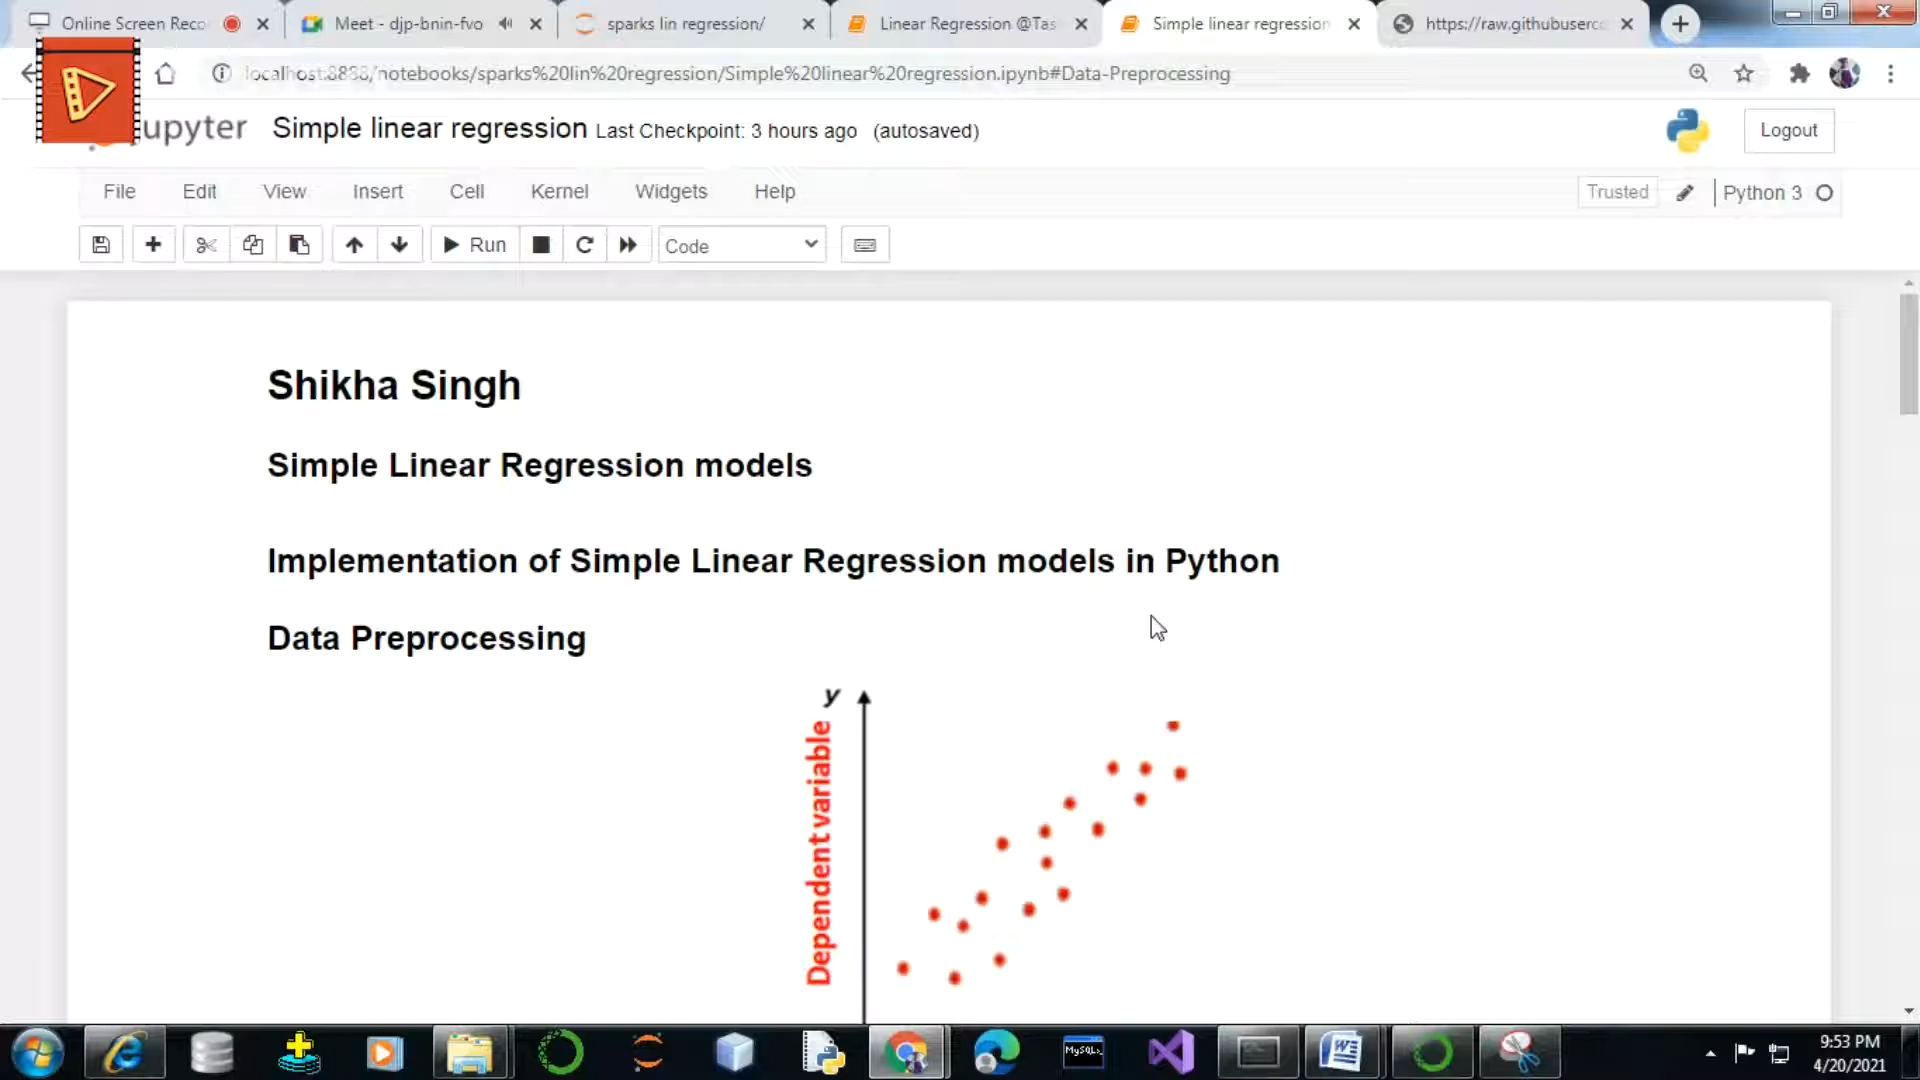 Online Screen Reco
Meet - djp-bnin-fvo
sparks lin regression/
Linear Regression @Tas
Simple linear regression
https://raw.githubuserco
localhost:8888/notebooks/sparks%20lin%20regression/Simple%20linear%20regression.ipynb#Data-Preprocessing
upyter Simple linear regression Last Checkpoint: 3 hours ago (autosaved)
Logout
File Edit View Insert Cell Kernel Widgets Help
Trusted
Python 3
Run
Code
Shikha Singh
Simple Linear Regression models
Implementation of Simple Linear Regression models in Python
Data Preprocessing
y
Dependent variable
MySQL
9:53 PM
4/20/2021